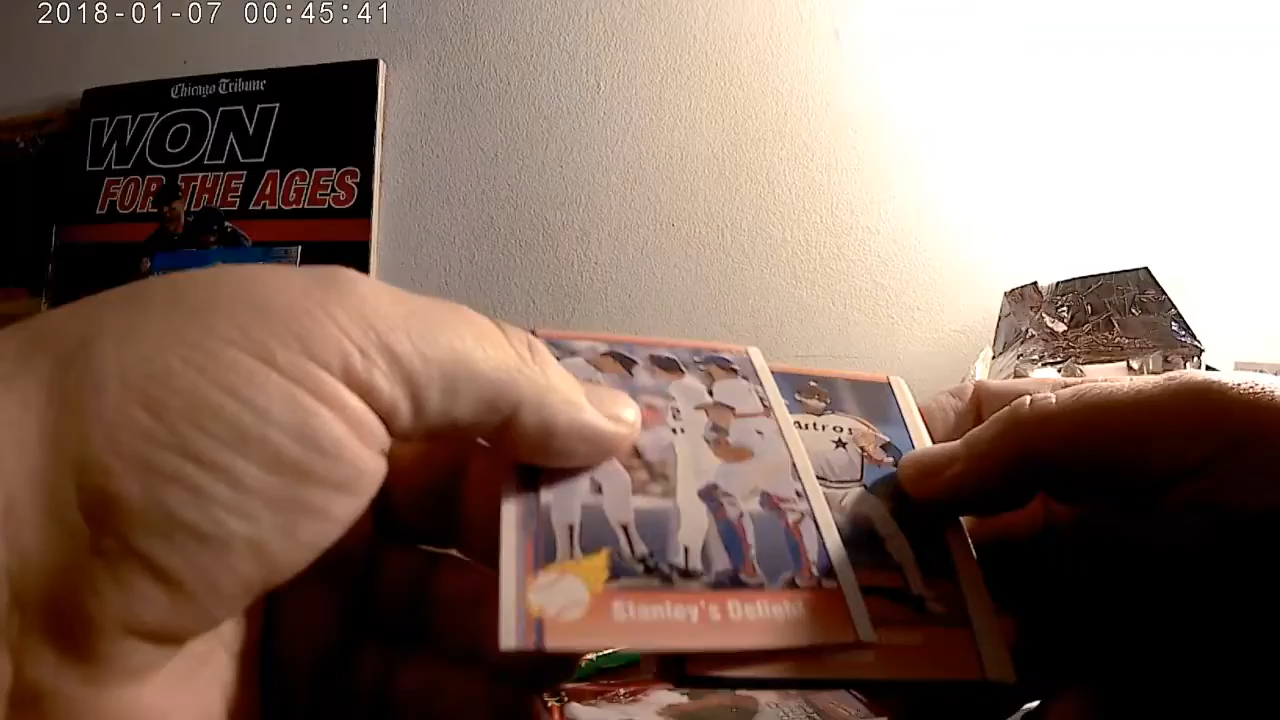 2018-01-07 00:45:41
Chicago Tribune
WON
FOR THE AGES
Astros
Stanley's Delight